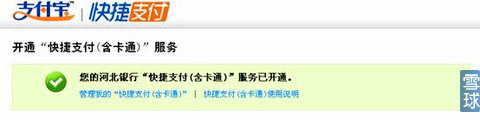 支付宝 快捷支付
开通“快捷支付(含卡通)”服务
您的河北银行“快捷支付(含卡通)”服务已开通。
管理我的“快捷支付(含卡通)” | 快捷支付(含卡通)使用说明
雪球